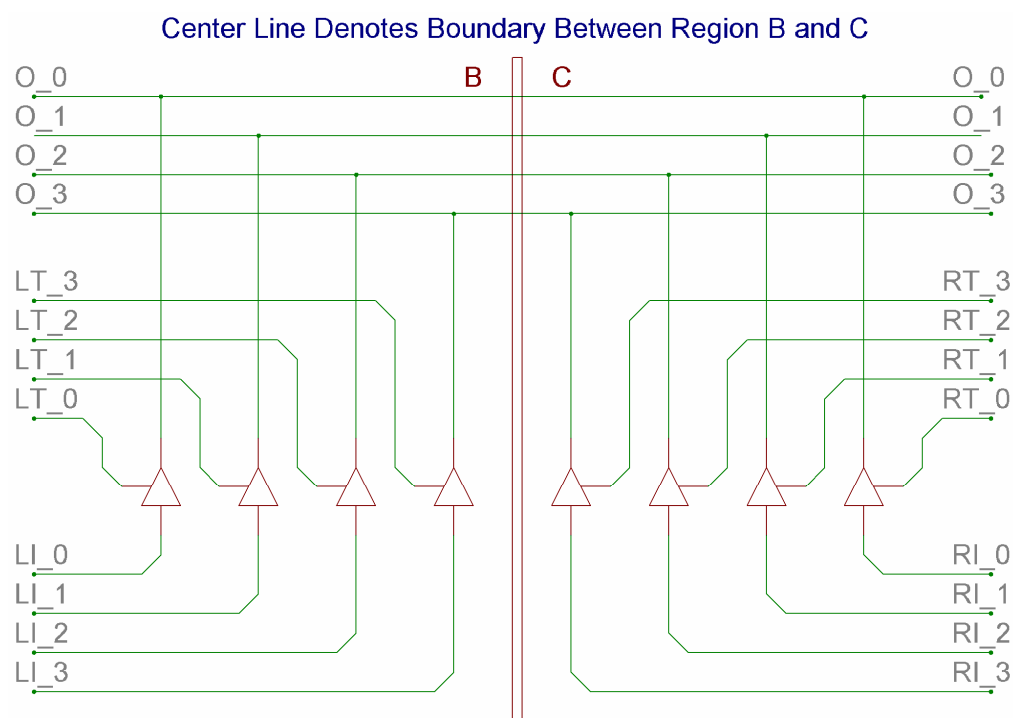 Center Line Denotes Boundary Between Region B and C
B C
O_0 O_0
O_1 O_1
O_2 O_2
O_3 O_3
LT_3 RT_3
LT_2 RT_2
LT_1 RT_1
LT_0 RT_0
LI_0 RI_0
LI_1 RI_1
LI_2 RI_2
LI_3 RI_3